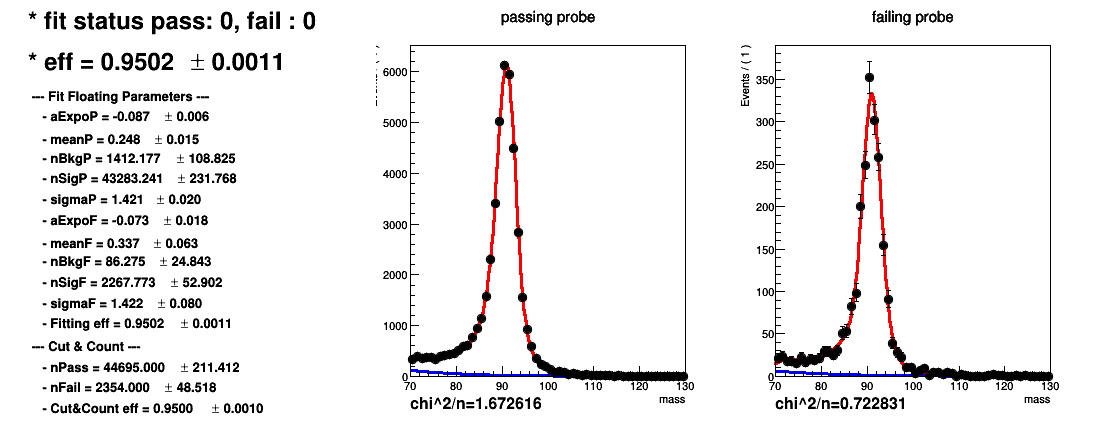 * fit status pass: 0, fail : 0
* eff = 0.9502 ± 0.0011
--- Fit Floating Parameters ---
- aExpoP = -0.087 ± 0.006
- meanP = 0.248 ± 0.015
- nBkgP = 1412.177 ± 108.825
- nSigP = 43283.241 ± 231.768
- sigmaP = 1.421 ± 0.020
- aExpoF = -0.073 ± 0.018
- meanF = 0.337 ± 0.063
- nBkgF = 86.275 ± 24.843
- nSigF = 2267.773 ± 52.902
- sigmaF = 1.422 ± 0.080
- Fitting eff = 0.9502 ± 0.0011
--- Cut & Count ---
- nPass = 44695.000 ± 211.412
- nFail = 2354.000 ± 48.518
- Cut&Count eff = 0.9500 ± 0.0010
passing probe
6000
5000
4000
3000
2000
1000
0
70 80 90 100 110 120 130
mass
chi^2/n=1.672616
failing probe
Events / ( 1 )
350
300
250
200
150
100
50
0
70 80 90 100 110 120 130
mass
chi^2/n=0.722831